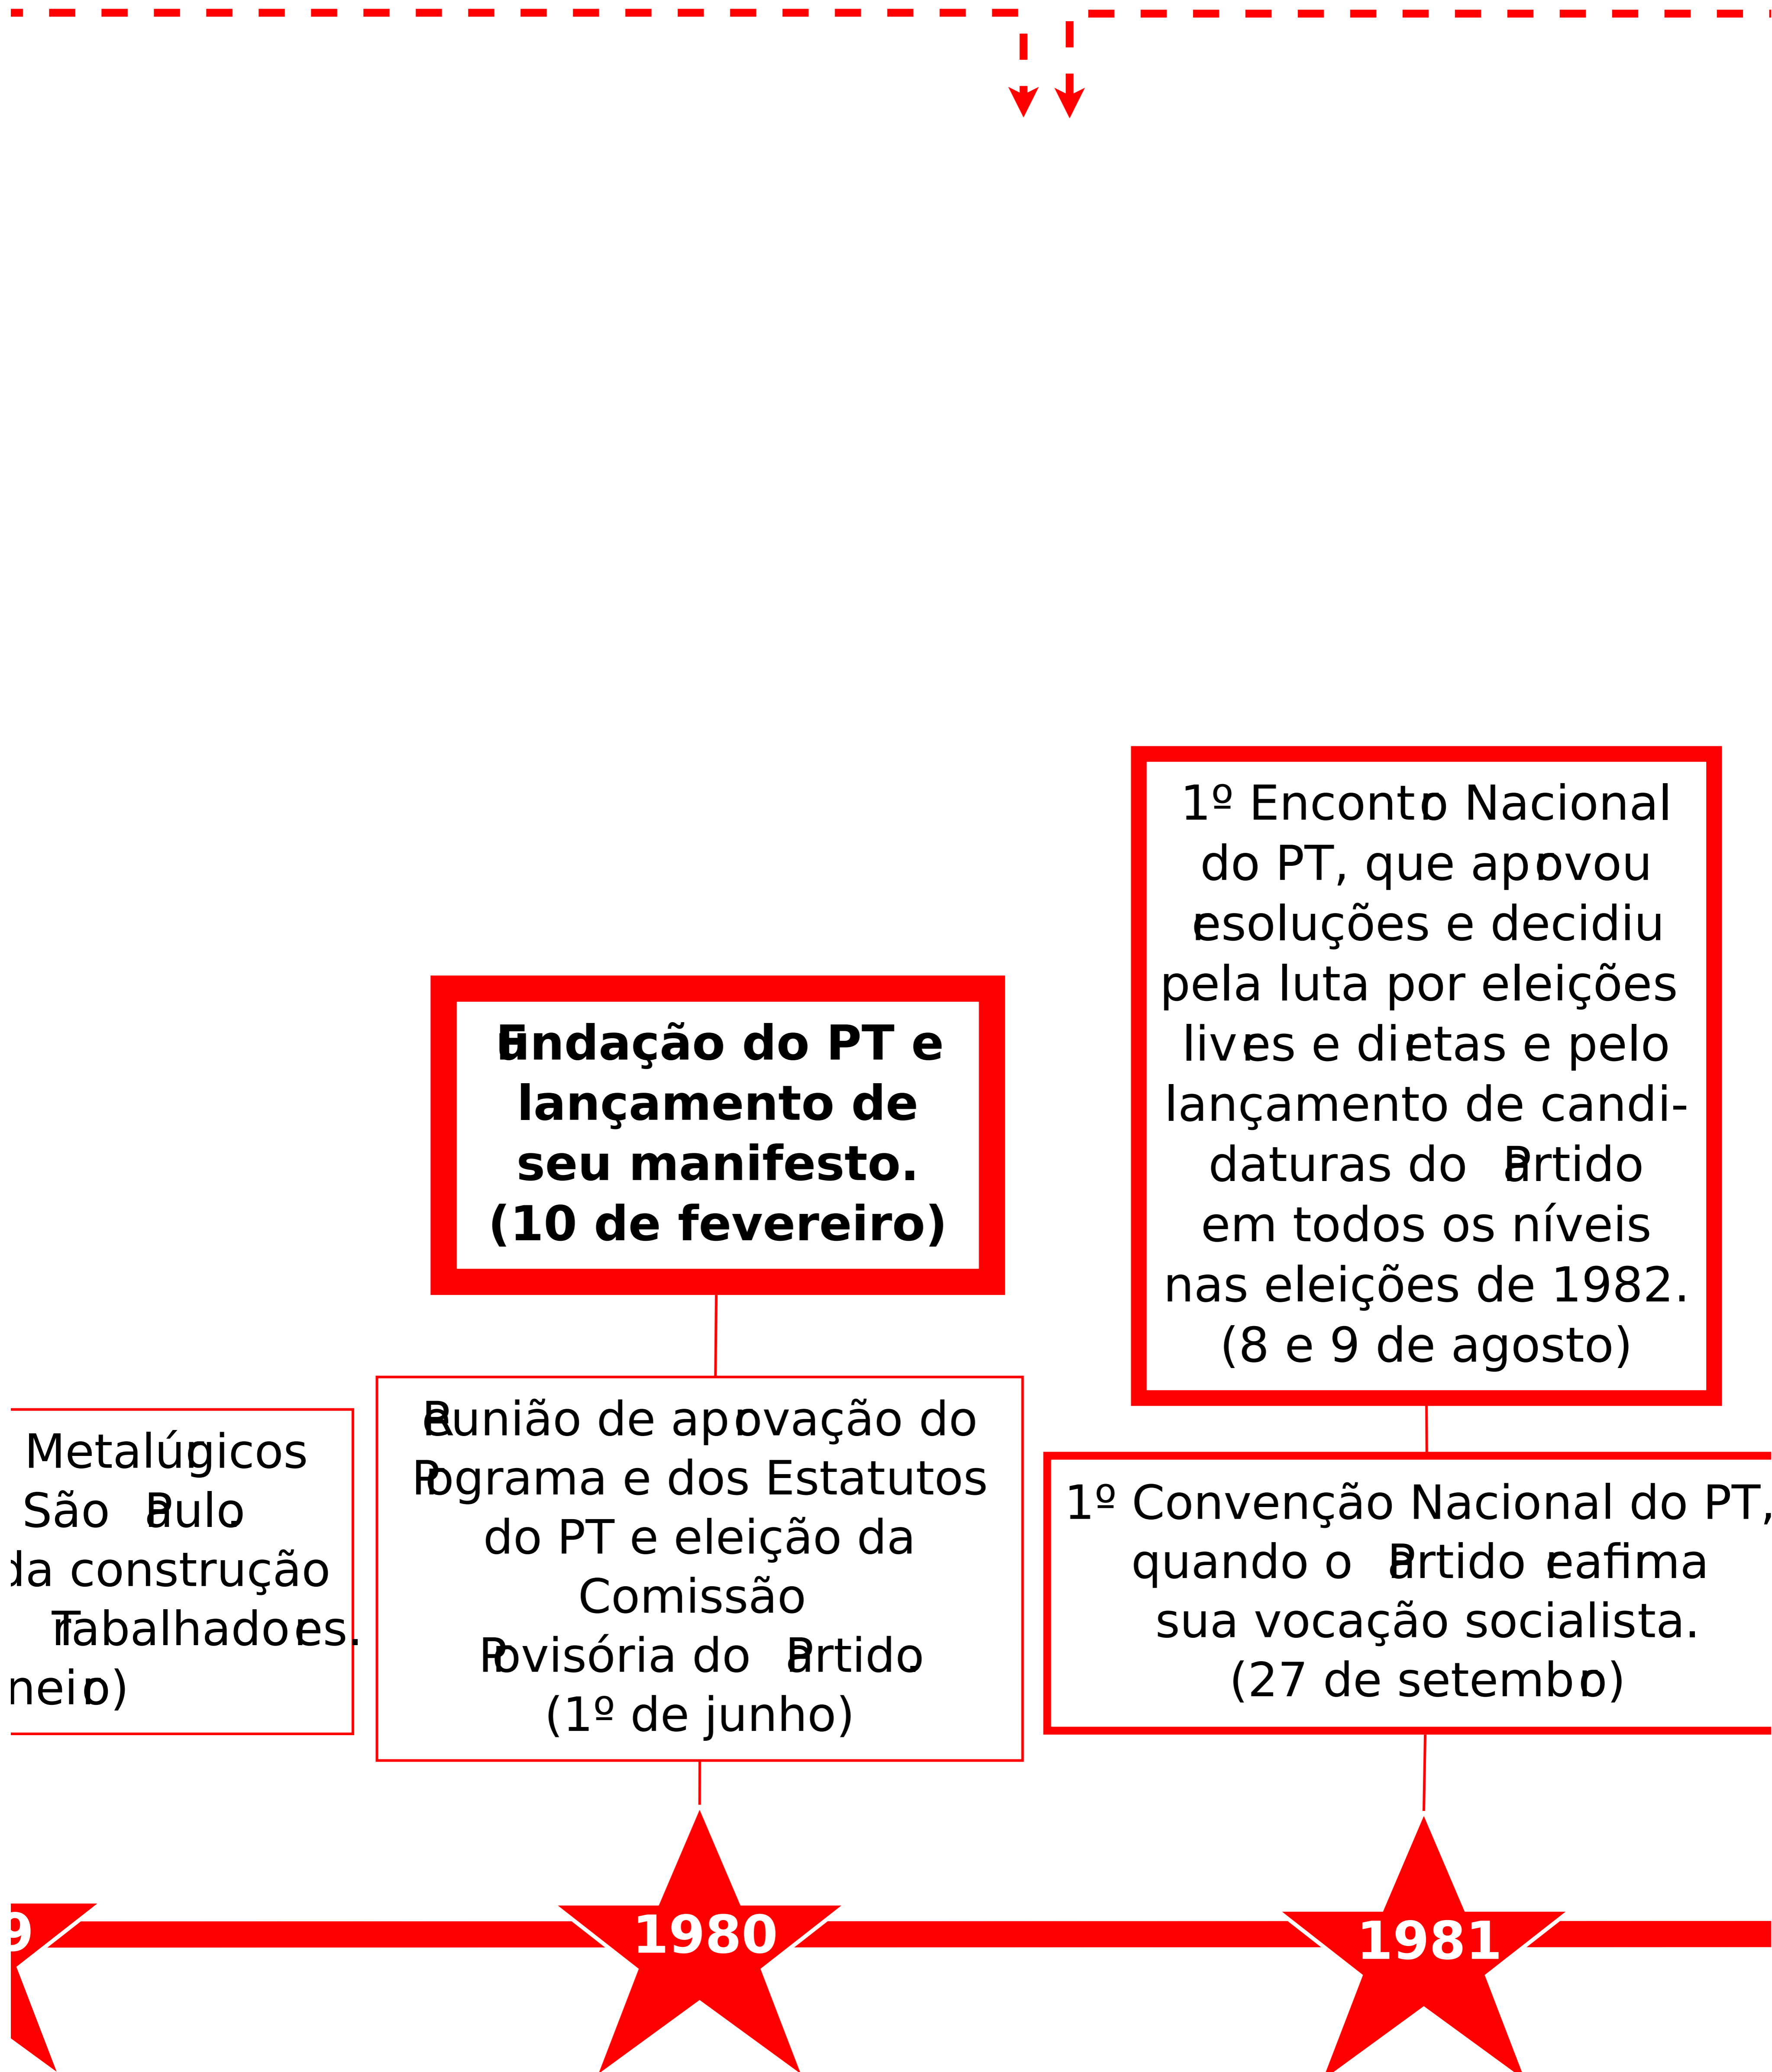 1º Encontro Nacional
do PT, que aprovou
resoluções e decidiu
pela luta por eleições
livres e diretas e pelo
lançamento de candi-
daturas do Partido
em todos os níveis
nas eleições de 1982.
(8 e 9 de agosto)
Fundação do PT e
lançamento de
seu manifesto.
(10 de fevereiro)
Metalúrgicos
São Paulo.
da construção
Trabalhadores.
neiro)
Reunião de aprovação do
Programa e dos Estatutos
do PT e eleição da
Comissão
Provisória do Partido.
(1º de junho)
1º Convenção Nacional do PT,
quando o Partido reafirma
sua vocação socialista.
(27 de setembro)
9
1980
1981